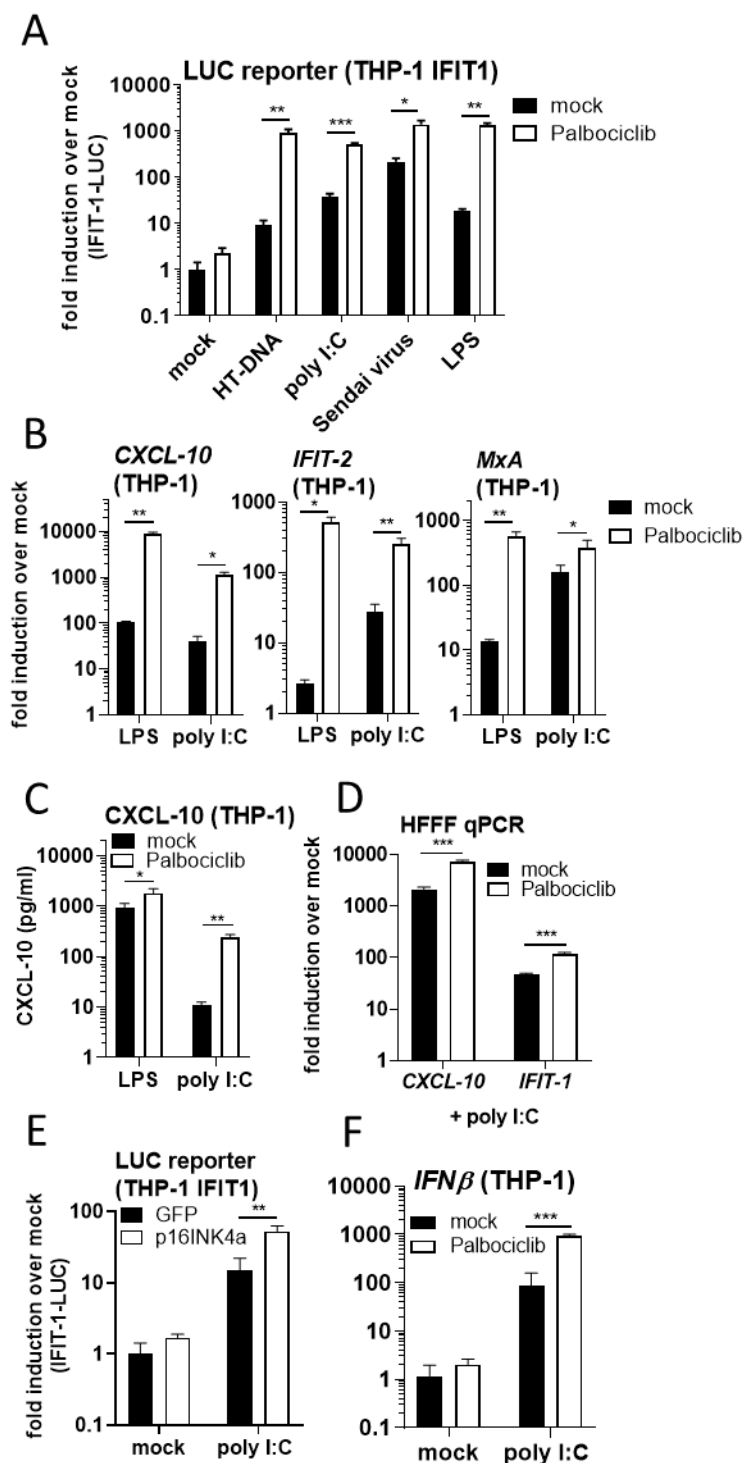 A
LUC reporter (THP-1 IFIT1)
fold induction over mock
(IFIT-1-LUC)
10000
1000
100
10
1
0.1
**
***
*
**
mock
Palbociclib
mock
HT-DNA
poly I:C
Sendai virus
LPS
B
CXCL-10
(THP-1)
fold induction over mock
10000
1000
100
10
1
**
*
LPS
poly I:C
IFIT-2
(THP-1)
1000
100
10
1
*
**
LPS
poly I:C
MxA
(THP-1)
1000
100
10
1
**
*
LPS
poly I:C
mock
Palbociclib
C
CXCL-10 (THP-1)
mock
Palbociclib
CXCL-10 (pg/ml)
10000
1000
100
10
1
*
**
LPS
poly I:C
D
HFFF qPCR
fold induction over mock
10000
1000
100
10
1
***
***
mock
Palbociclib
CXCL-10
IFIT-1
+ poly I:C
E
LUC reporter
(THP-1 IFIT1)
GFP
p16INK4a
fold induction over mock
(IFIT-1-LUC)
100
10
1
0.1
**
mock
poly I:C
F
IFNβ (THP-1)
mock
Palbociclib
fold induction over mock
10000
1000
100
10
1
0.1
***
mock
poly I:C